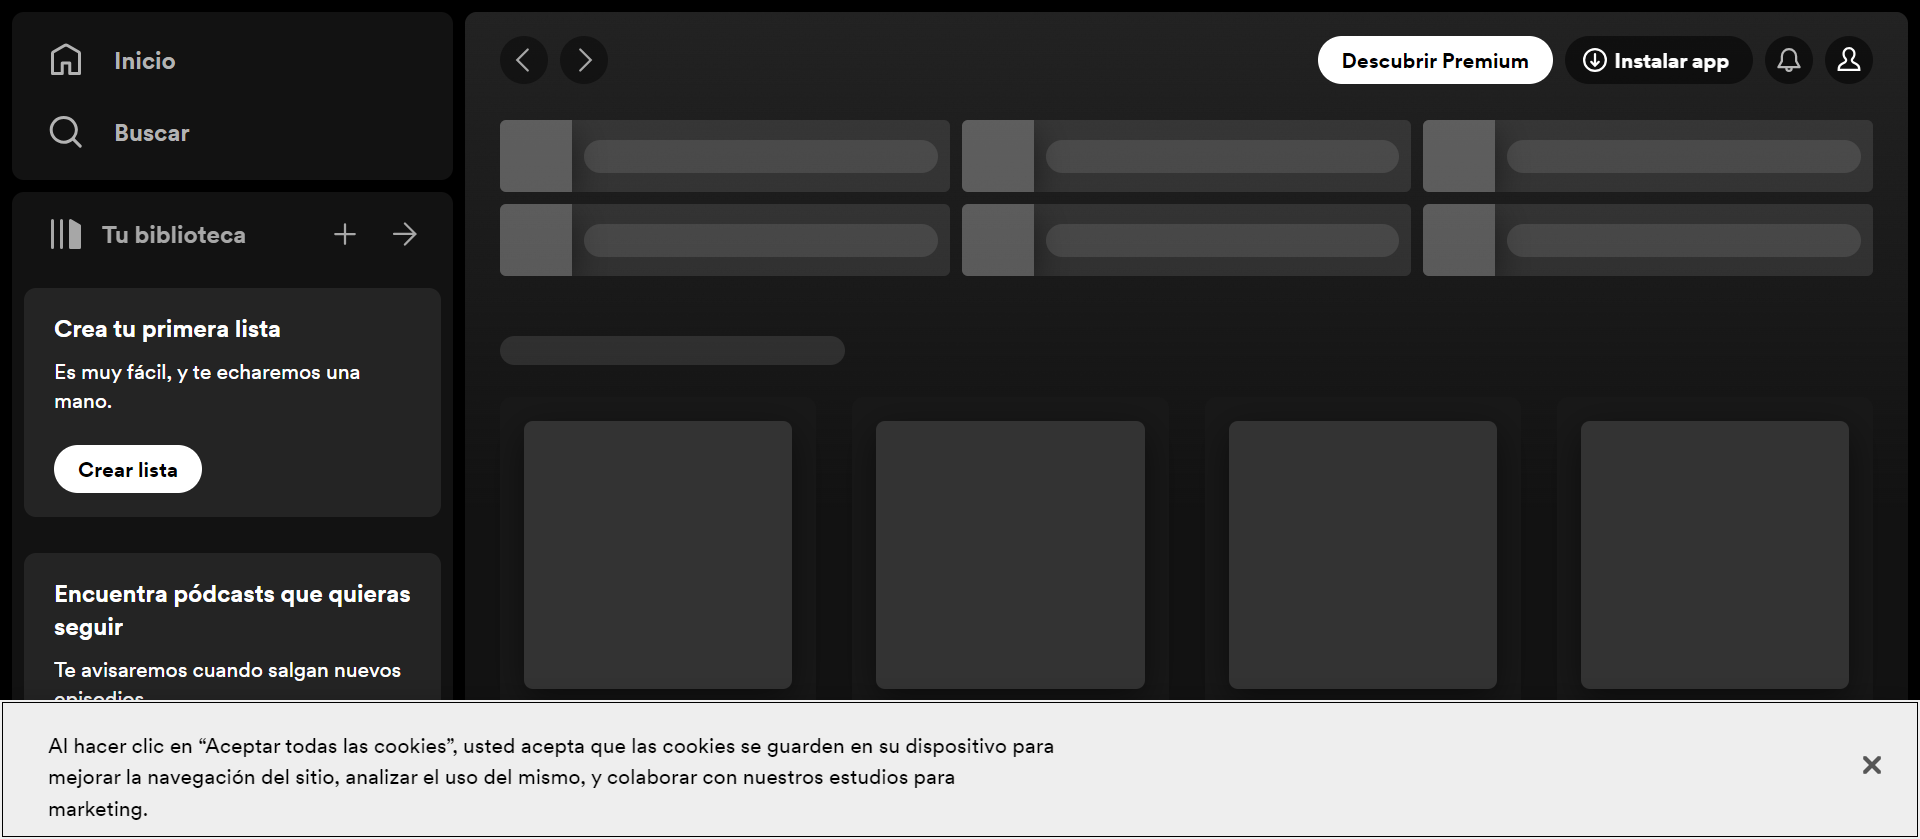 Inicio
Buscar
Tu biblioteca
Crea tu primera lista
Es muy fácil, y te echaremos una
mano.
Crear lista
Encuentra pódcasts que quieras
seguir
Te avisaremos cuando salgan nuevos
episodios
Descubrir Premium
Instalar app
Al hacer clic en “Aceptar todas las cookies”, usted acepta que las cookies se guarden en su dispositivo para
mejorar la navegación del sitio, analizar el uso del mismo, y colaborar con nuestros estudios para
marketing.